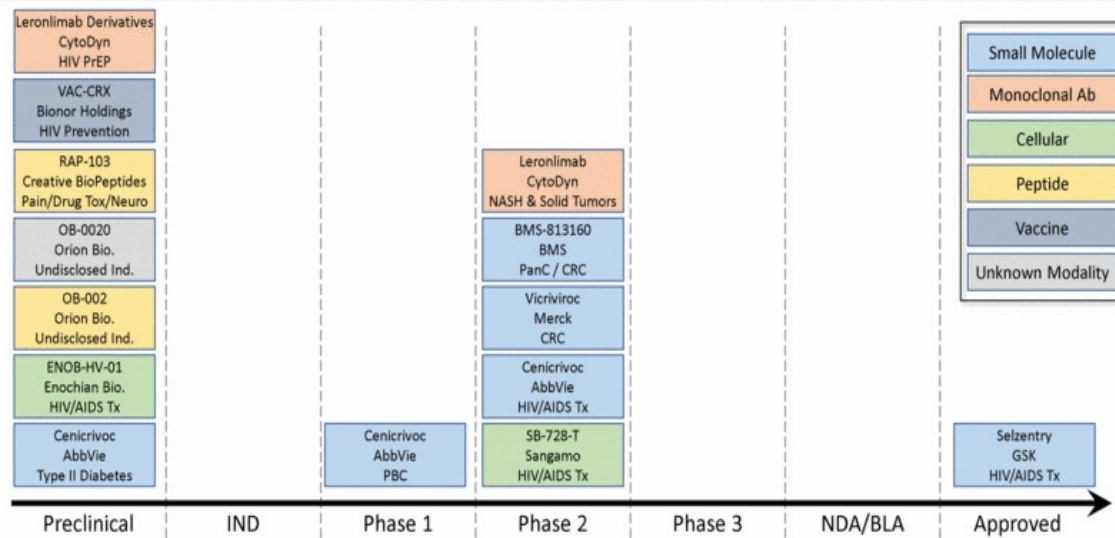 Leronlimab Derivatives
CytoDyn
HIV PrEP
VAC-CRX
Bionor Holdings
HIV Prevention
RAP-103
Creative BioPeptides
Pain/Drug Tox/Neuro
OB-0020
Orion Bio.
Undisclosed Ind.
OB-002
Orion Bio.
Undisclosed Ind.
ENOB-HV-01
Enochian Bio.
HIV/AIDS Tx
Cenicrivoc
AbbVie
Type II Diabetes
Cenicrivoc
AbbVie
PBC
Leronlimab
CytoDyn
NASH & Solid Tumors
BMS-813160
BMS
PanC / CRC
Vicriviroc
Merck
CRC
Cenicrivoc
AbbVie
HIV/AIDS Tx
SB-728-T
Sangamo
HIV/AIDS Tx
Selzentry
GSK
HIV/AIDS Tx
Small Molecule
Monoclonal Ab
Cellular
Peptide
Vaccine
Unknown Modality
Preclinical
IND
Phase 1
Phase 2
Phase 3
NDA/BLA
Approved